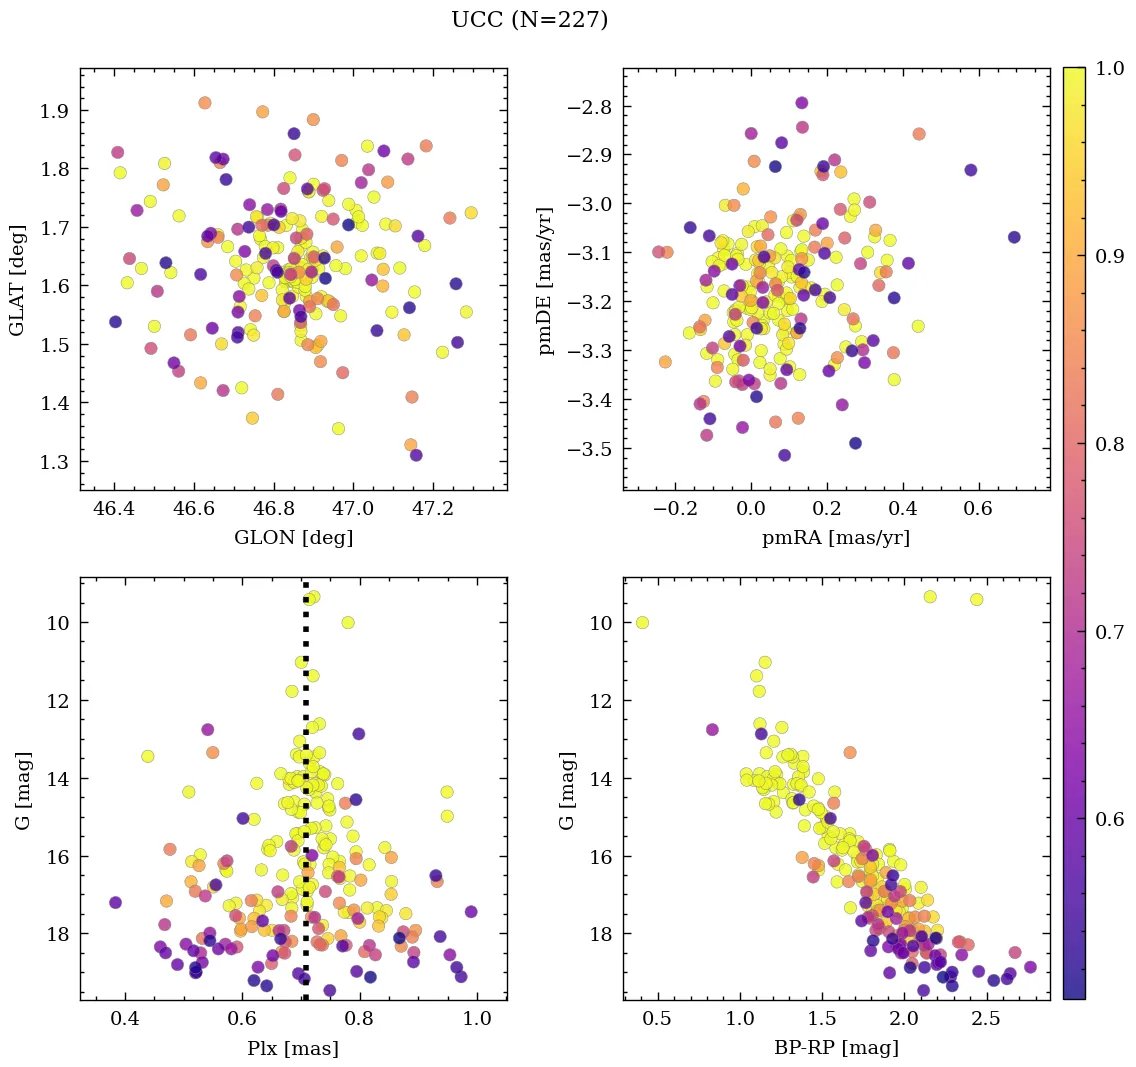 UCC (N=227)
1.9
1.8
1.7
1.6
1.5
1.4
1.3
GLAT [deg]
46.4 46.6 46.8 47.0 47.2
GLON [deg]
−2.8
−2.9
−3.0
−3.1
−3.2
−3.3
−3.4
−3.5
pmDE [mas/yr]
−0.2 0.0 0.2 0.4 0.6
pmRA [mas/yr]
10
12
14
16
18
G [mag]
0.4 0.6 0.8 1.0
Plx [mas]
10
12
14
16
18
G [mag]
0.5 1.0 1.5 2.0 2.5
BP-RP [mag]
1.0
0.9
0.8
0.7
0.6